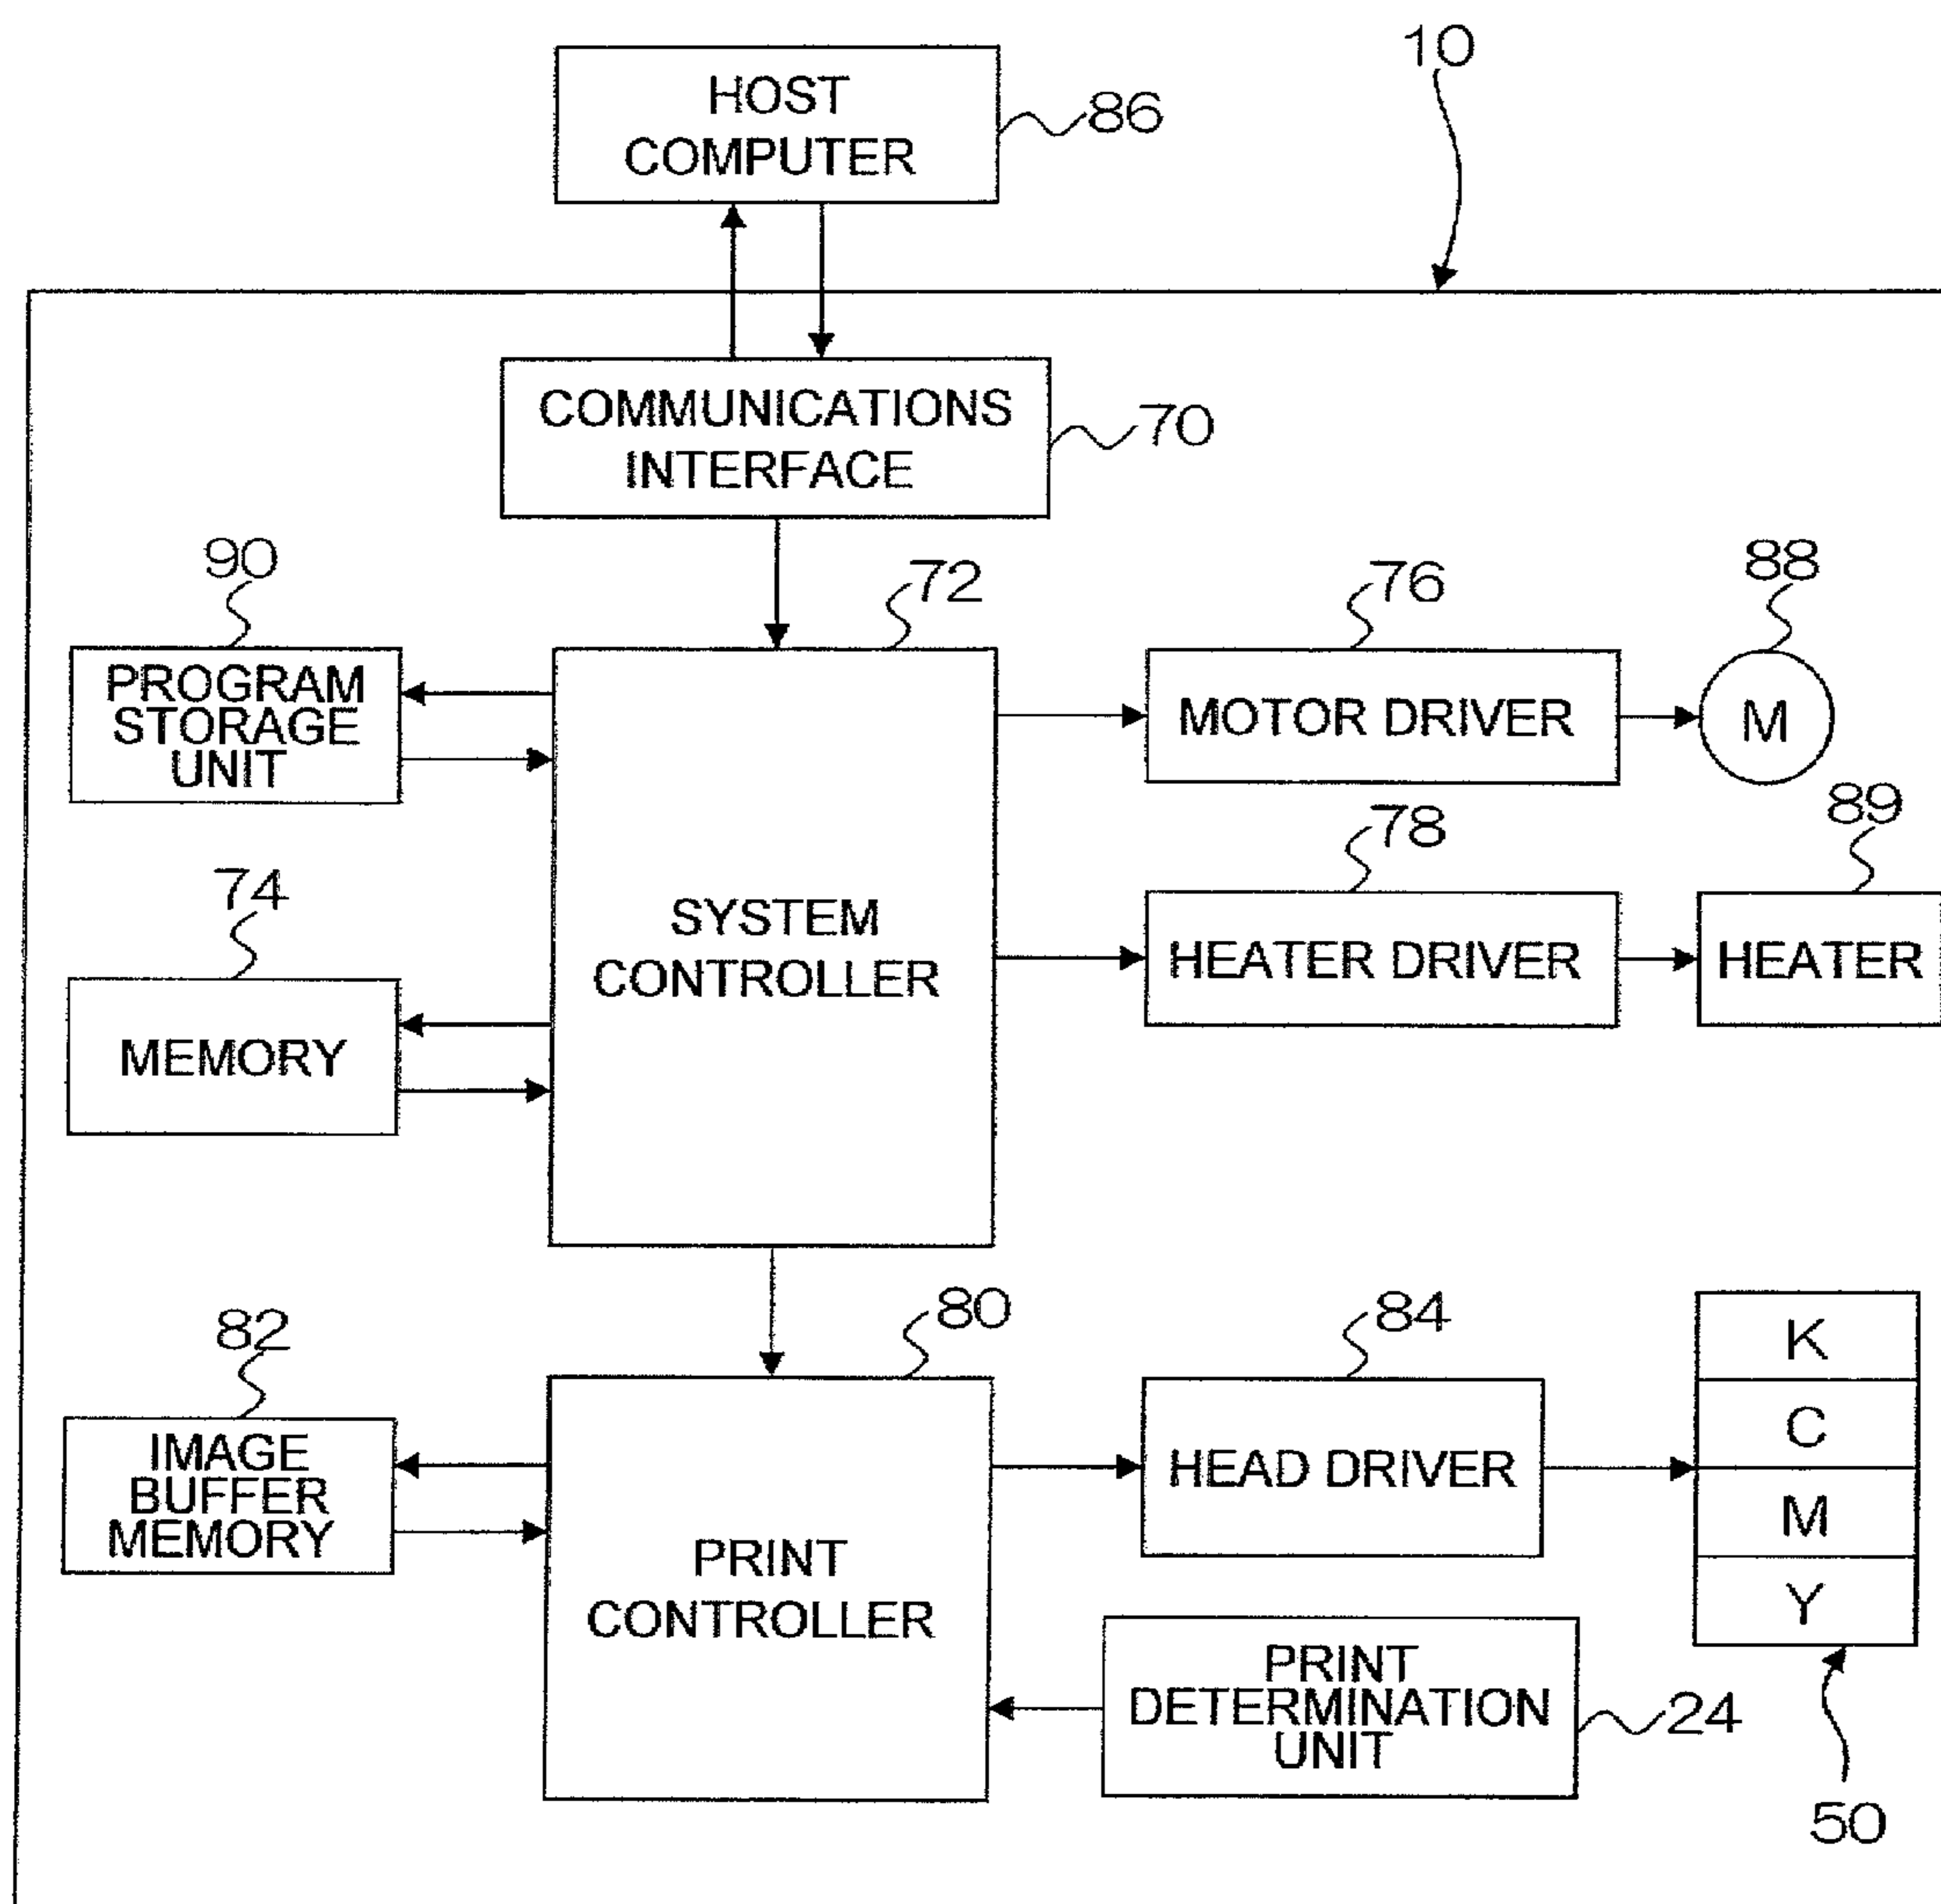 10
HOST
COMPUTER
86
COMMUNICATIONS
INTERFACE
70
90
72
76
88
PROGRAM
STORAGE
UNIT
MOTOR DRIVER
M
74
SYSTEM
CONTROLLER
78
89
MEMORY
HEATER DRIVER
HEATER
82
80
84
K
C
M
Y
IMAGE
BUFFER
MEMORY
PRINT
CONTROLLER
HEAD DRIVER
PRINT
DETERMINATION
UNIT
24
50